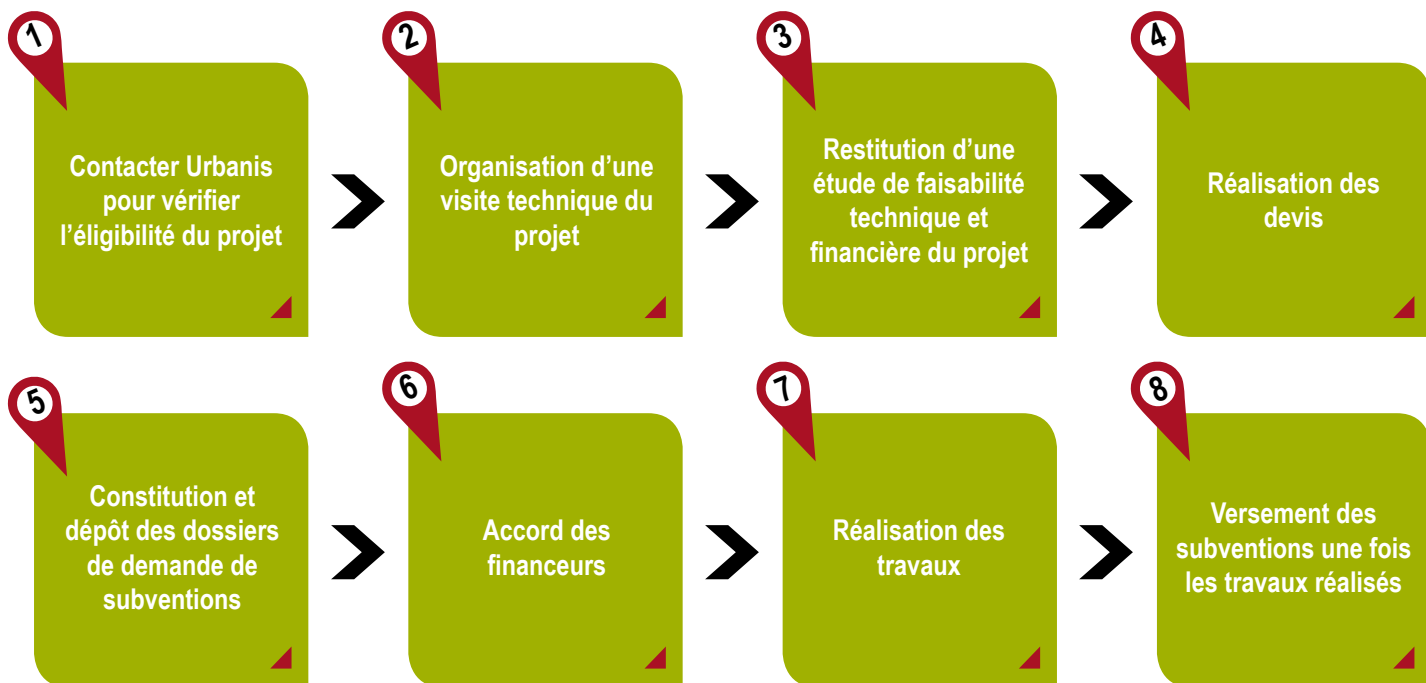 1
Contacter Urbanis
pour vérifier
l’éligibilité du projet
2
Organisation d’une
visite technique du
projet
3
Restitution d’une
étude de faisabilité
technique et
financière du projet
4
Réalisation des
devis
5
Constitution et
dépôt des dossiers
de demande de
subventions
6
Accord des
financeurs
7
Réalisation des
travaux
8
Versement des
subventions une fois
les travaux réalisés